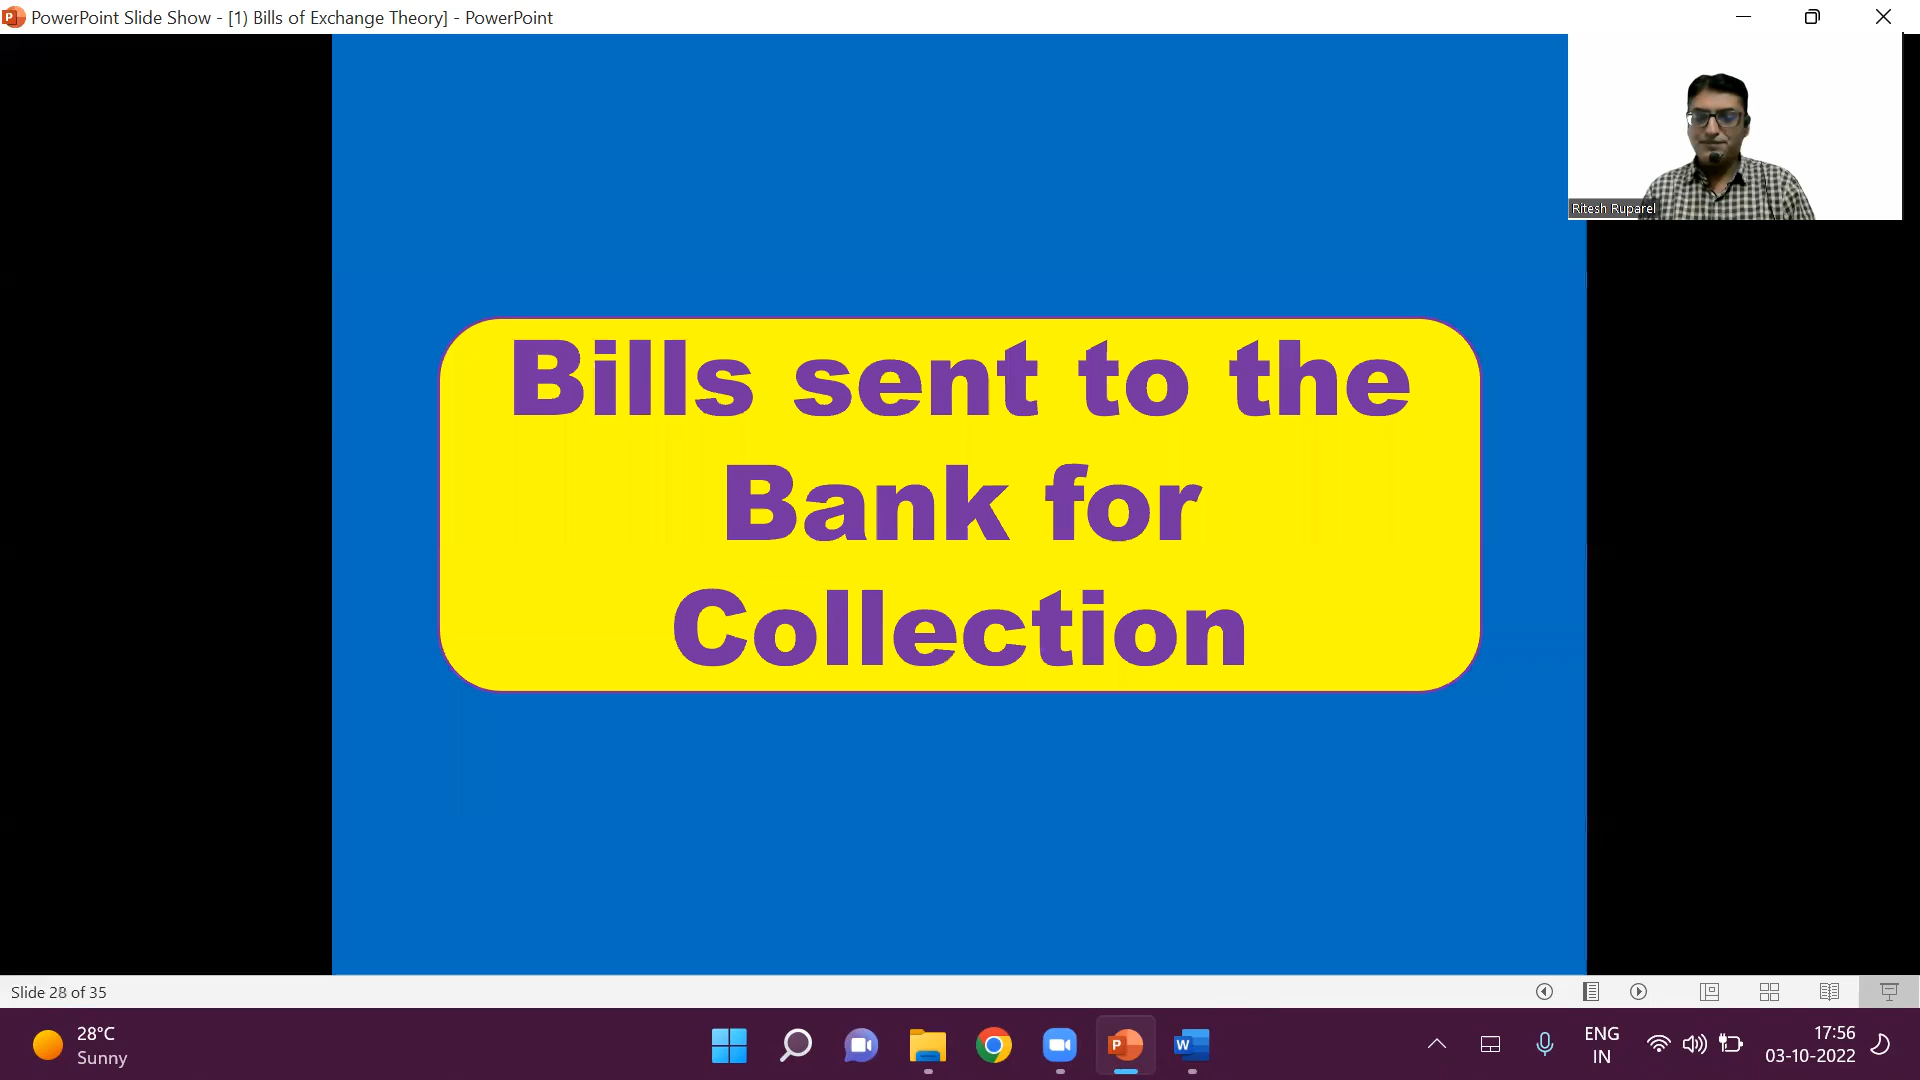 PowerPoint Slide Show - [1) Bills of Exchange Theory] - PowerPoint
Ritesh Ruparel
Bills sent to the
Bank for
Collection
Slide 28 of 35
28°C
Sunny
ENG
IN
17:56
03-10-2022